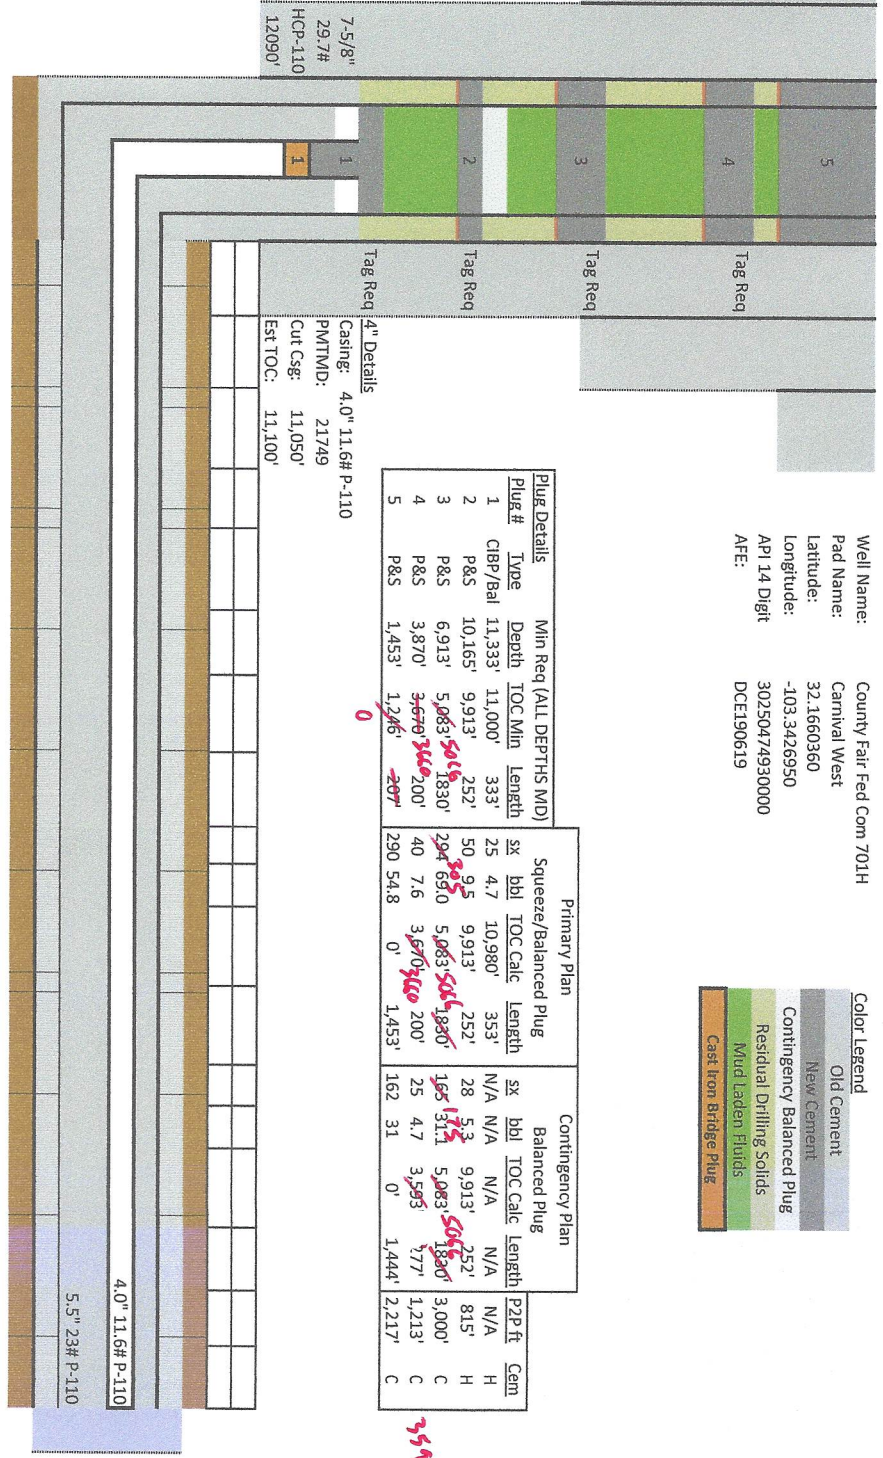 Well Name: County Fair Fed Com 701H
Pad Name: Carnival West
Latitude: 32.1660360
Longitude: -103.3426950
API 14 Digit 30250474930000
AFE: DCE190619
Color Legend
Old Cement
New Cement
Contingency Balanced Plug
Residual Drilling Solids
Mud Laden Fluids
Cast Iron Bridge Plug
5
4
3
2
1
1
Tag Req
Tag Req
Tag Req
Tag Req
7-5/8"
29.7#
HCP-110
12090'
4" Details
Casing: 4.0" 11.6# P-110
PMTMD: 21749
Cut Csg: 11,050'
Est TOC: 11,100'
Primary Plan Contingency Plan
Plug Details Min Req (ALL DEPTHS MD) Squeeze/Balanced Plug Balanced Plug
Plug # Type Depth TOC Min Length sx bbl TOC Calc Length sx bbl TOC Calc Length P2P ft Cem
1 CIBP/Bal 11,333' 11,000' 333' 25 4.7 10,980' 353' N/A N/A N/A N/A N/A H
2 P&S 10,165' 9,913' 252' 50 9.5 9,913' 252' 28 5.3 9,913' 252' 815' H
3 P&S 6,913' 5,083' 5066 1830' 294 305 69.0 5,083' 5066 1830' 165 175 31.1 5,083' 5066 1830' 3,000' C
4 P&S 3,870' 3,670' 3660 200' 40 7.6 3,670' 3660 200' 25 4.7 3,593' 277' 1,213' C
5 P&S 1,453' 1,246' 0 207' 290 54.8 0' 1,453' 162 31 0' 1,444' 2,217' C
359
4.0" 11.6# P-110
5.5" 23# P-110